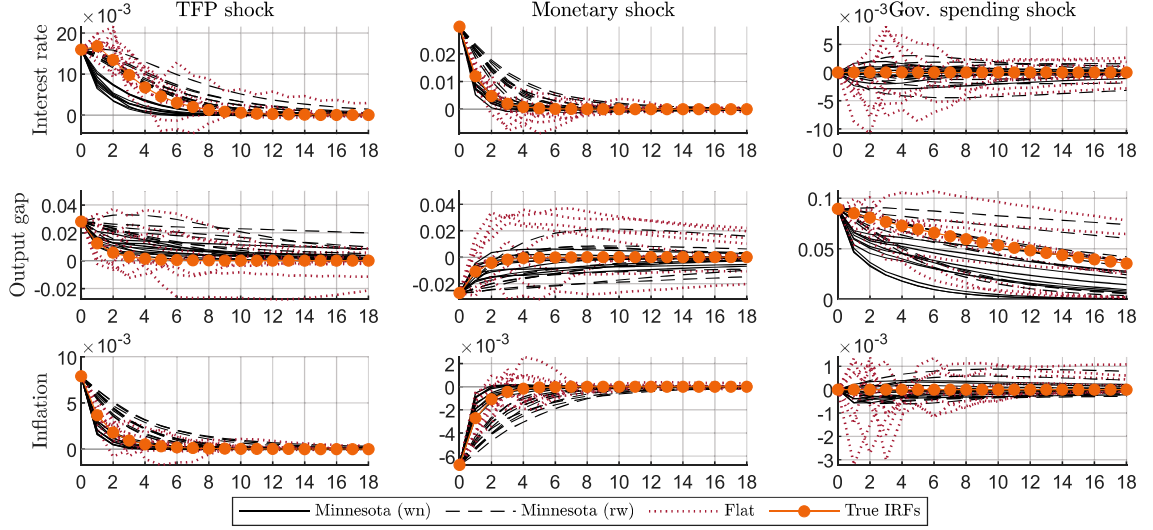 TFP shock
Monetary shock
Gov. spending shock
×10⁻³
×10⁻³
Interest rate
20
10
0
0.02
0.01
0
5
0
-5
-10
0 2 4 6 8 10 12 14 16 18
0 2 4 6 8 10 12 14 16 18
0 2 4 6 8 10 12 14 16 18
Output gap
0.04
0.02
0
-0.02
0.04
0.02
0
-0.02
0.1
0.05
0
0 2 4 6 8 10 12 14 16 18
0 2 4 6 8 10 12 14 16 18
0 2 4 6 8 10 12 14 16 18
×10⁻³
×10⁻³
×10⁻³
Inflation
10
5
0
2
0
-2
-4
-6
1
0
-1
-2
-3
0 2 4 6 8 10 12 14 16 18
0 2 4 6 8 10 12 14 16 18
0 2 4 6 8 10 12 14 16 18
Minnesota (wn)
Minnesota (rw)
Flat
True IRFs